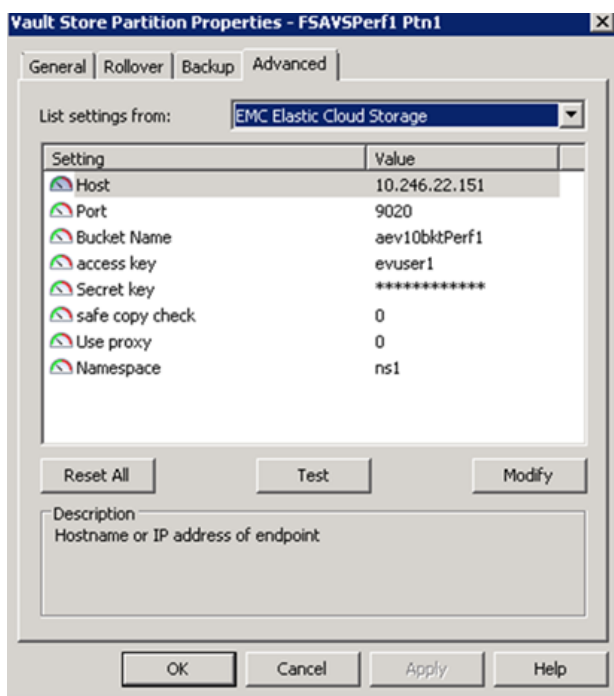 Vault Store Partition Properties - FSAVSPerf1 Ptn1
General Rollover Backup Advanced
List settings from: EMC Elastic Cloud Storage
Setting Value
Host 10.246.22.151
Port 9020
Bucket Name aev10bktPerf1
access key evuser1
Secret key ************
safe copy check 0
Use proxy 0
Namespace ns1
Reset All Test Modify
Description
Hostname or IP address of endpoint
OK Cancel Apply Help